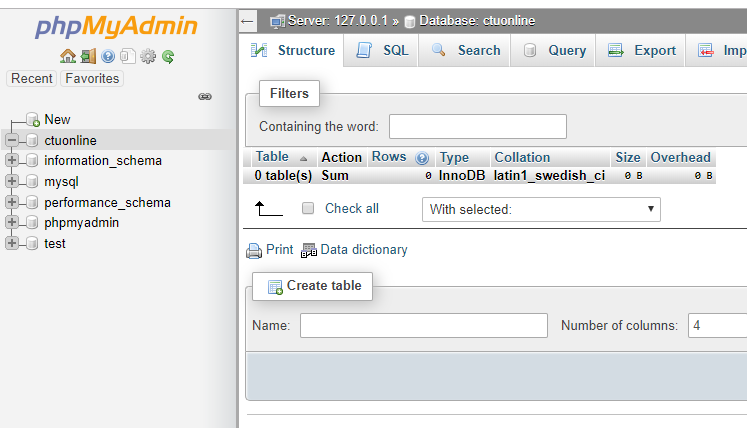 phpMyAdmin
Recent Favorites
New
ctuonline
information_schema
mysql
performance_schema
phpmyadmin
test
Server: 127.0.0.1 » Database: ctuonline
Structure SQL Search Query Export Imp
Filters
Containing the word:
Table Action Rows Type Collation Size Overhead
0 table(s) Sum 0 InnoDB latin1_swedish_ci 0 B 0 B
Check all With selected:
Print Data dictionary
Create table
Name: Number of columns: 4